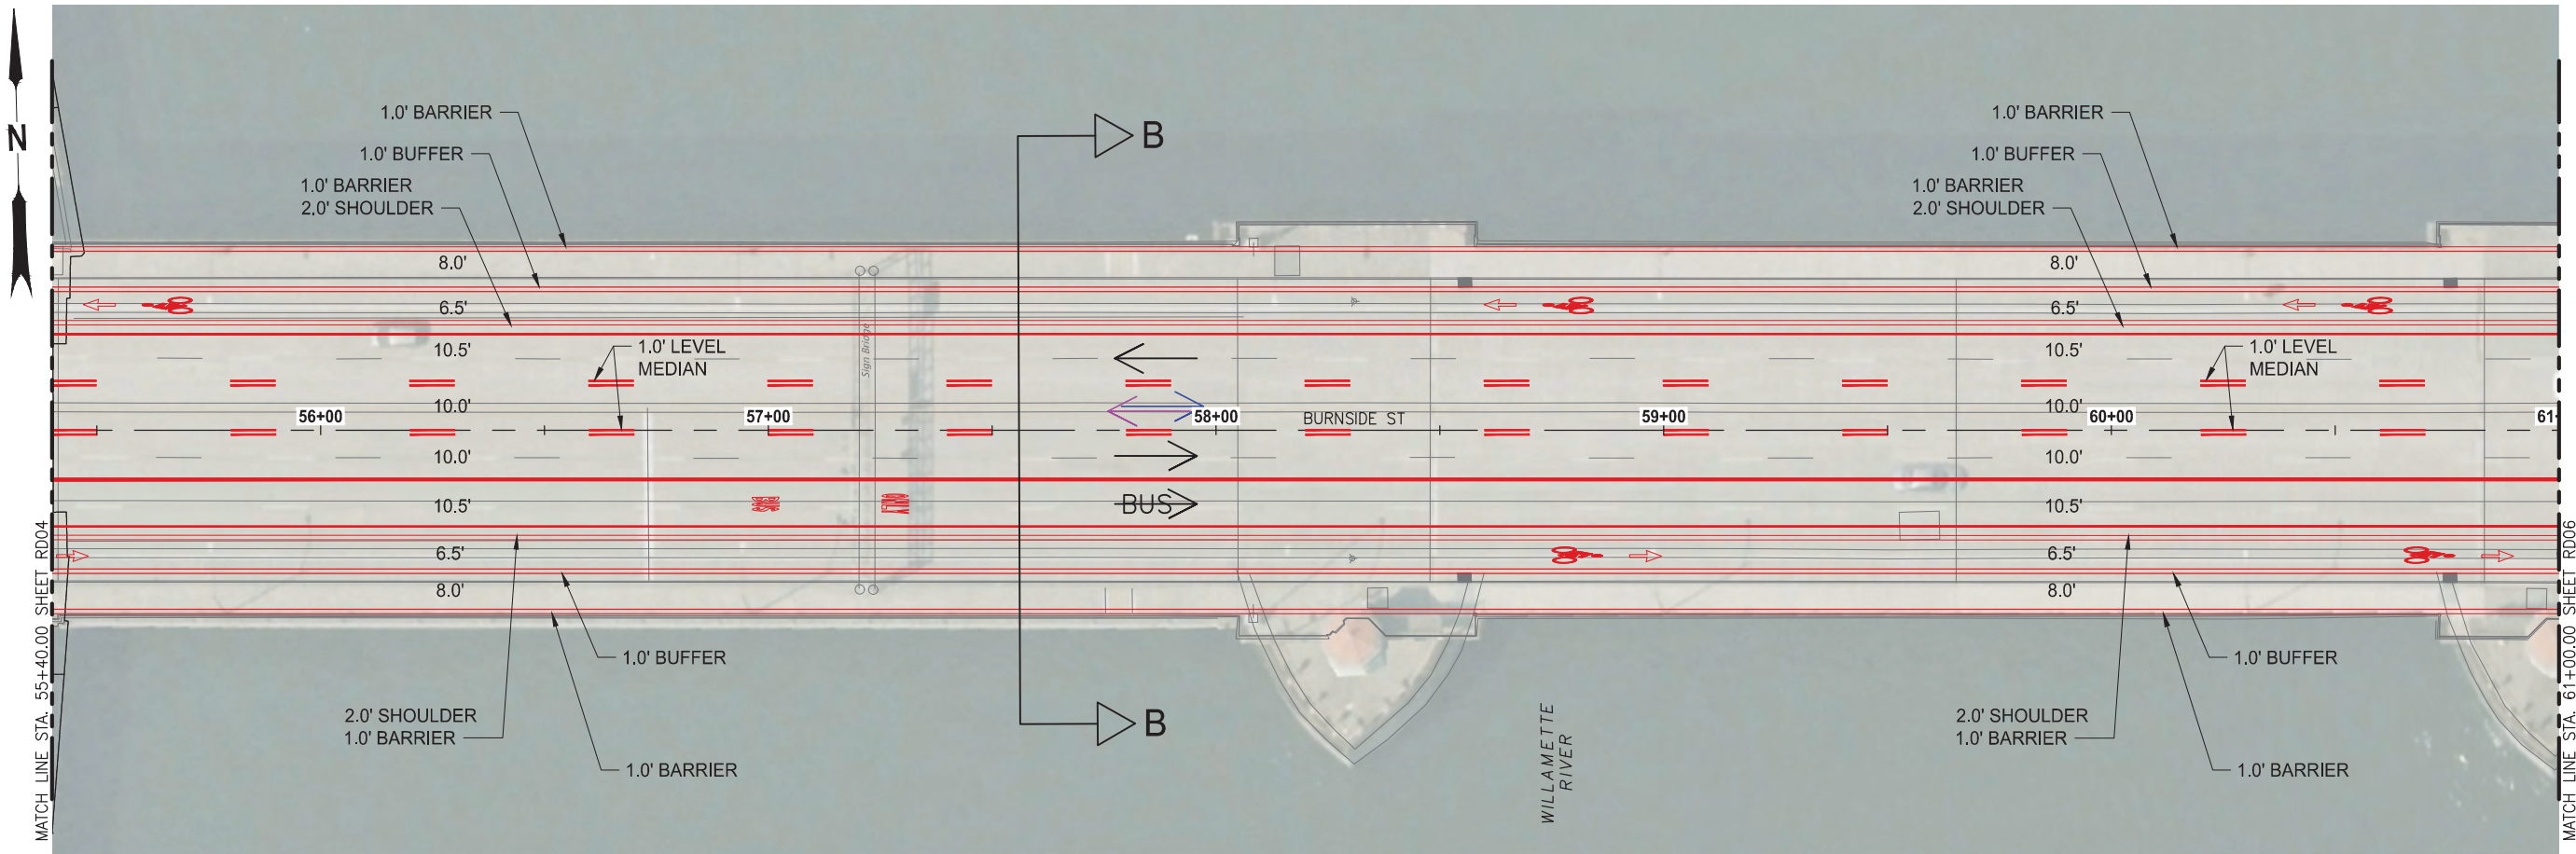 N
1.0' BARRIER
1.0' BUFFER
1.0' BARRIER
2.0' SHOULDER
B
1.0' BARRIER
1.0' BUFFER
1.0' BARRIER
2.0' SHOULDER
8.0'
8.0'
6.5'
6.5'
Sign Bridge
10.5'
1.0' LEVEL
MEDIAN
10.5'
1.0' LEVEL
MEDIAN
10.0'
10.0'
56+00
57+00
58+00
BURNSIDE ST
59+00
60+00
61+
10.0'
10.0'
10.5'
BUS
ONLY
BUS
10.5'
6.5'
6.5'
8.0'
8.0'
1.0' BUFFER
1.0' BUFFER
2.0' SHOULDER
1.0' BARRIER
B
2.0' SHOULDER
1.0' BARRIER
1.0' BARRIER
1.0' BARRIER
WILLAMETTE
RIVER
MATCH LINE STA. 55+40.00 SHEET RD04
MATCH LINE STA. 61+00.00 SHEET RD06